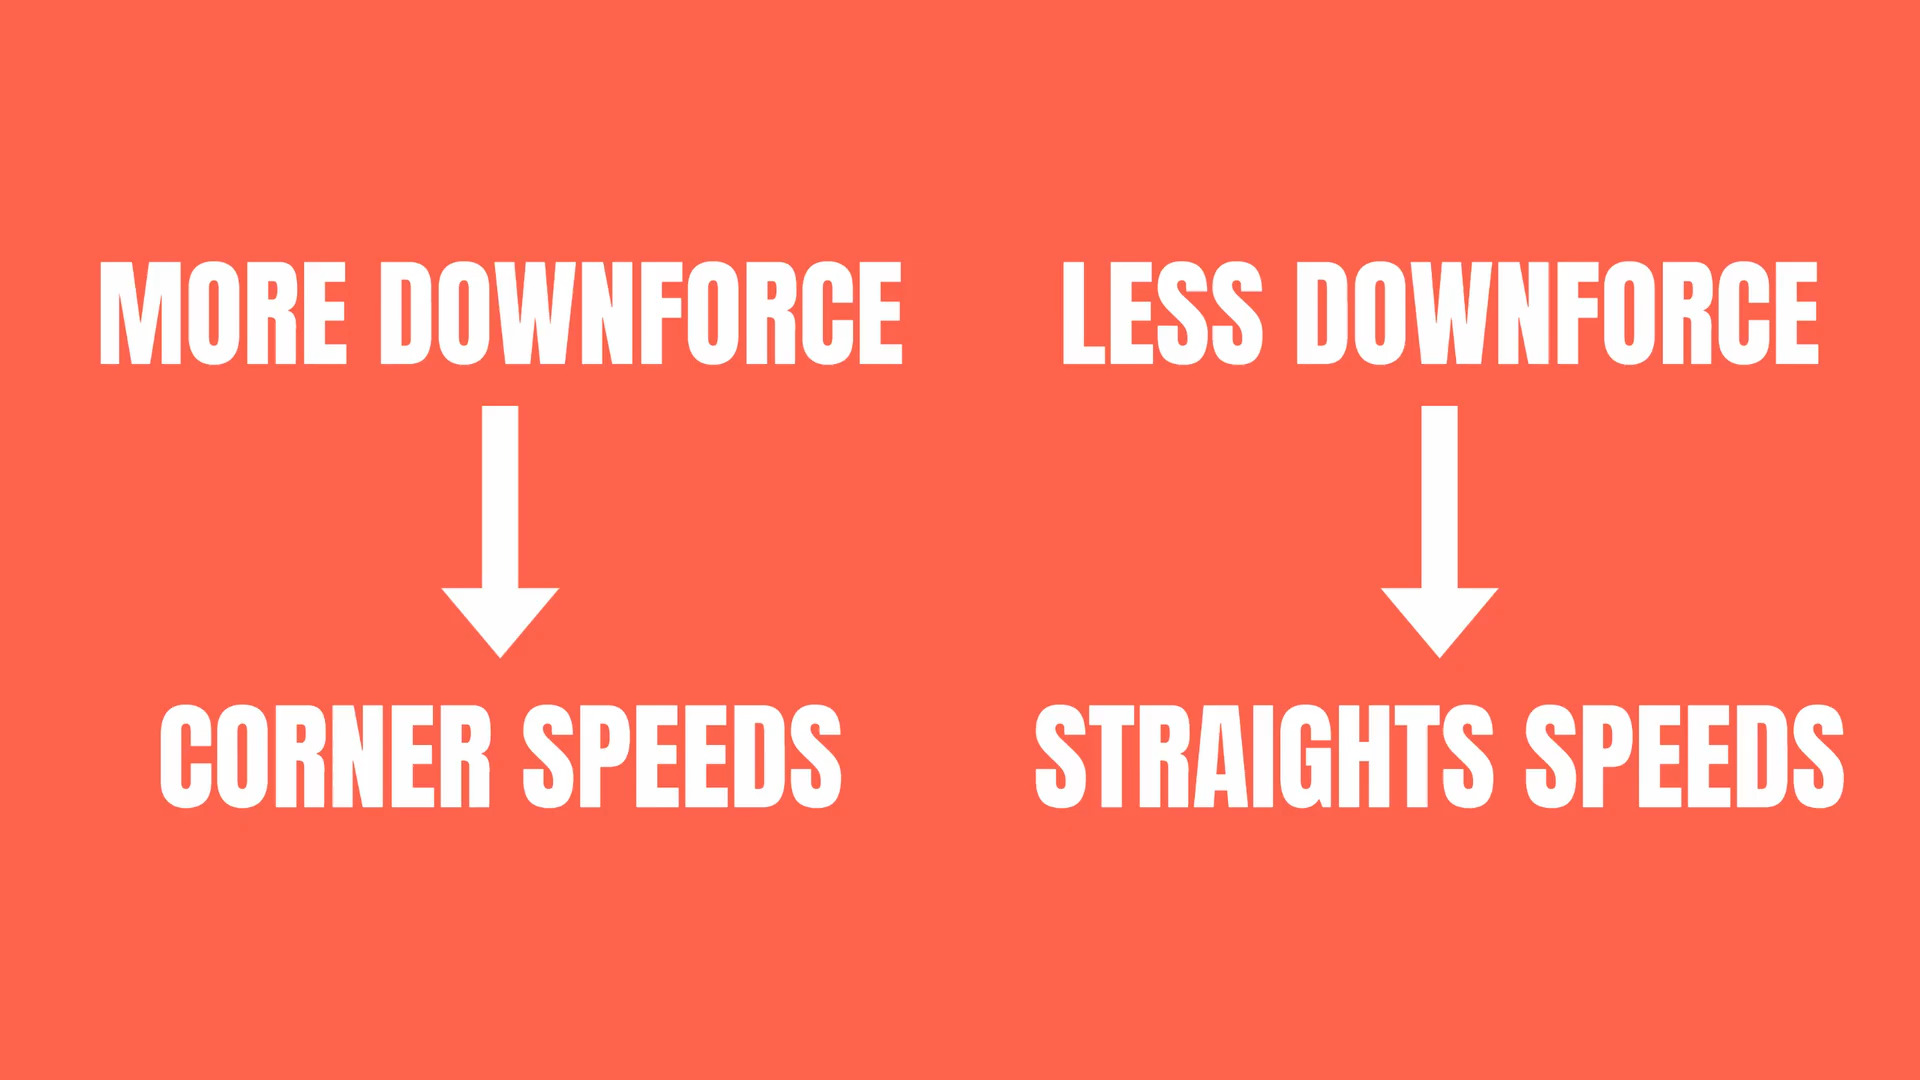 MORE DOWNFORCE
LESS DOWNFORCE
CORNER SPEEDS
STRAIGHTS SPEEDS